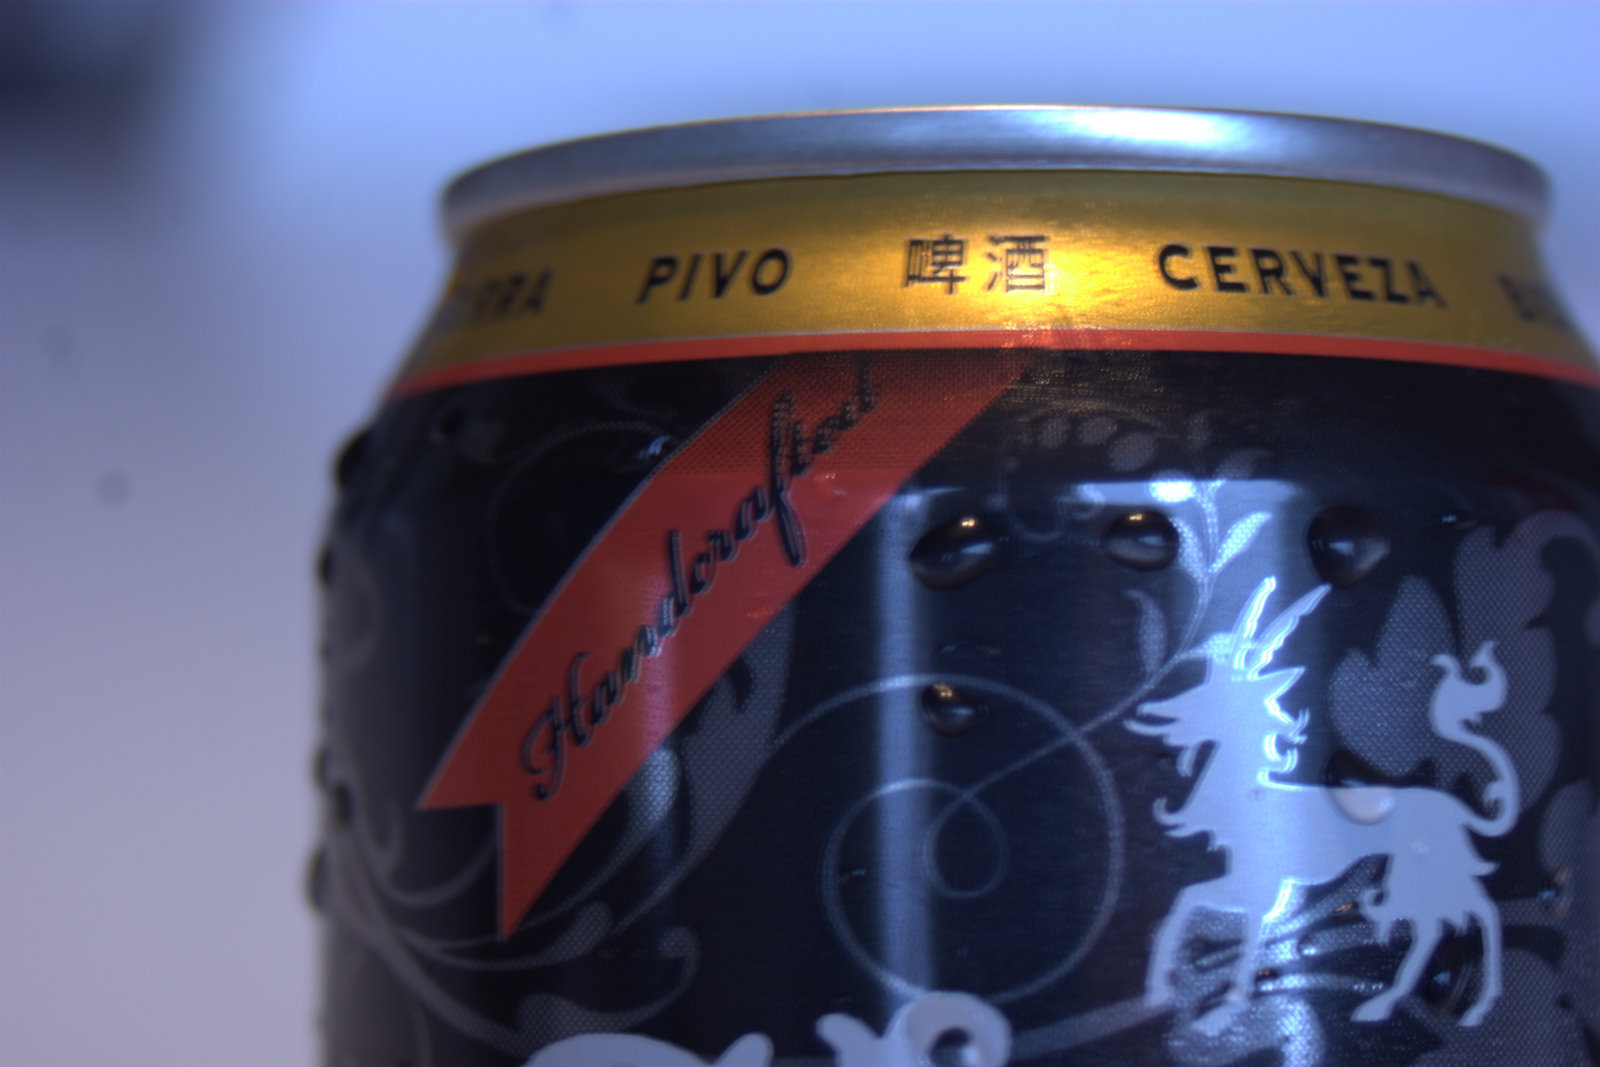 PIVO 啤酒 CERVEZA
Handcrafted